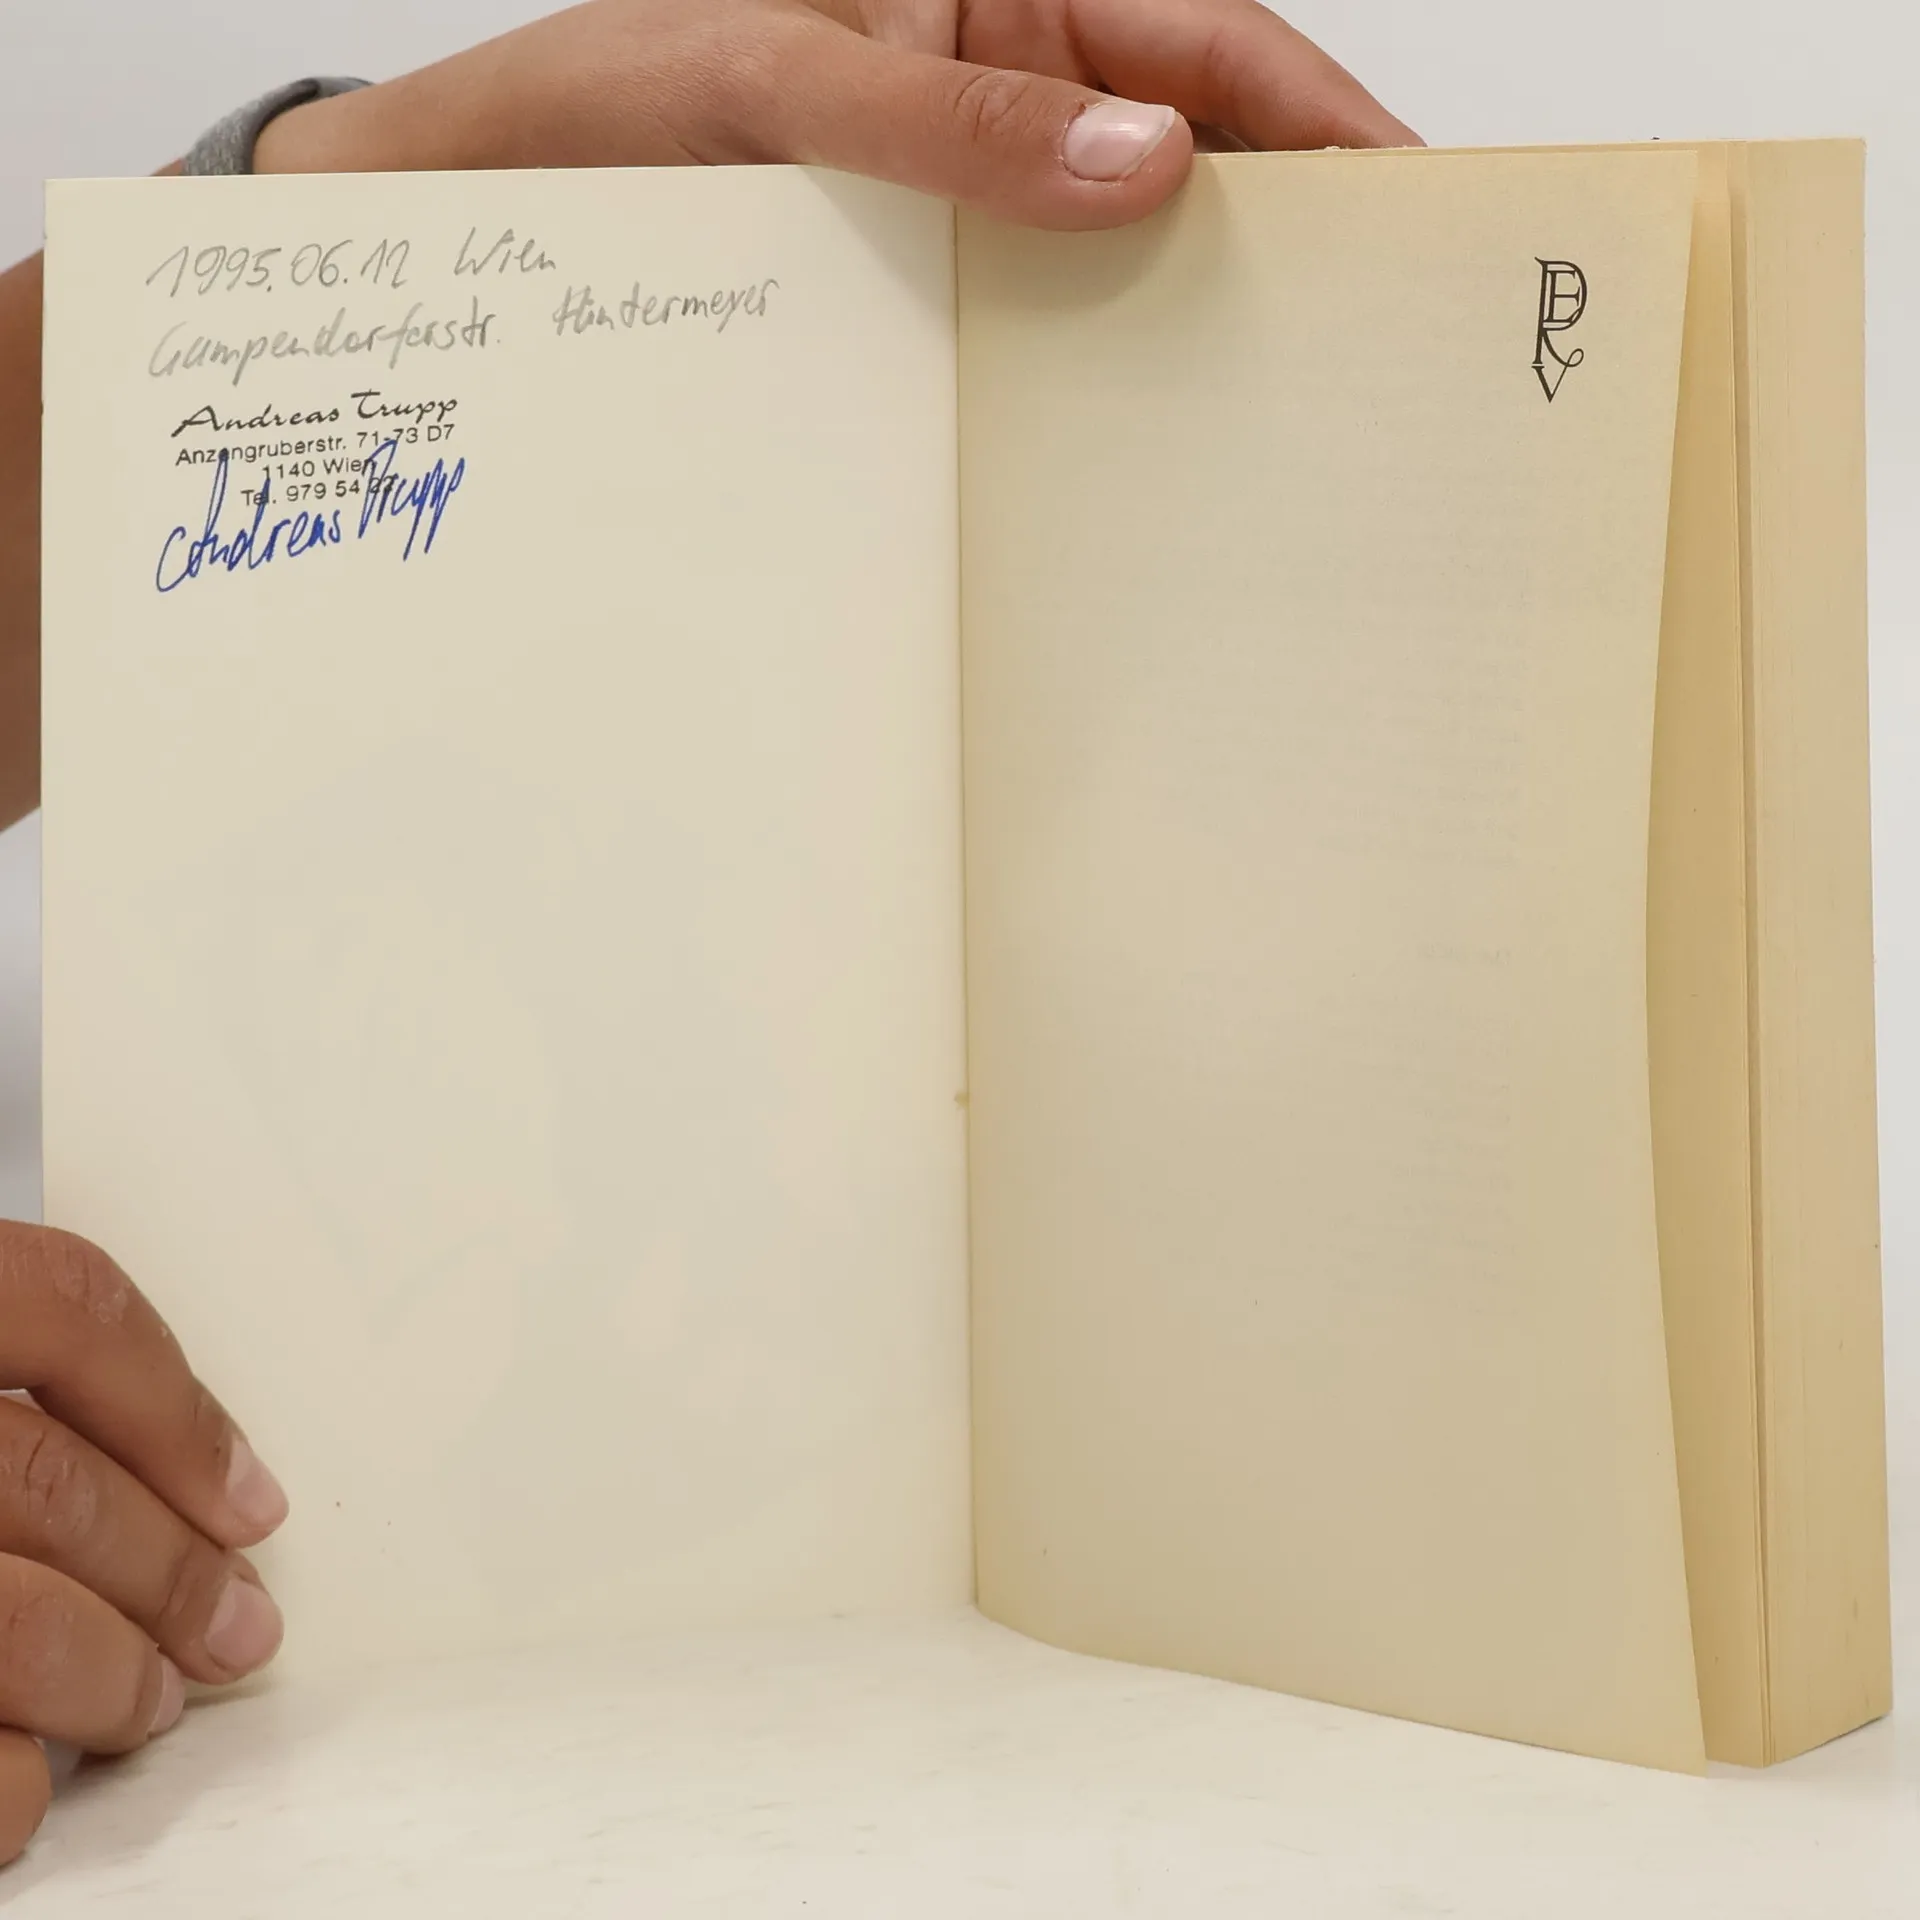 1995.06.12 Wien
Gumpendorferstr. Hintermeyer
Andreas Trupp
Anzengruberstr. 71-73 D7
1140 Wien
Tel. 979 54
Andreas Trupp
PERV